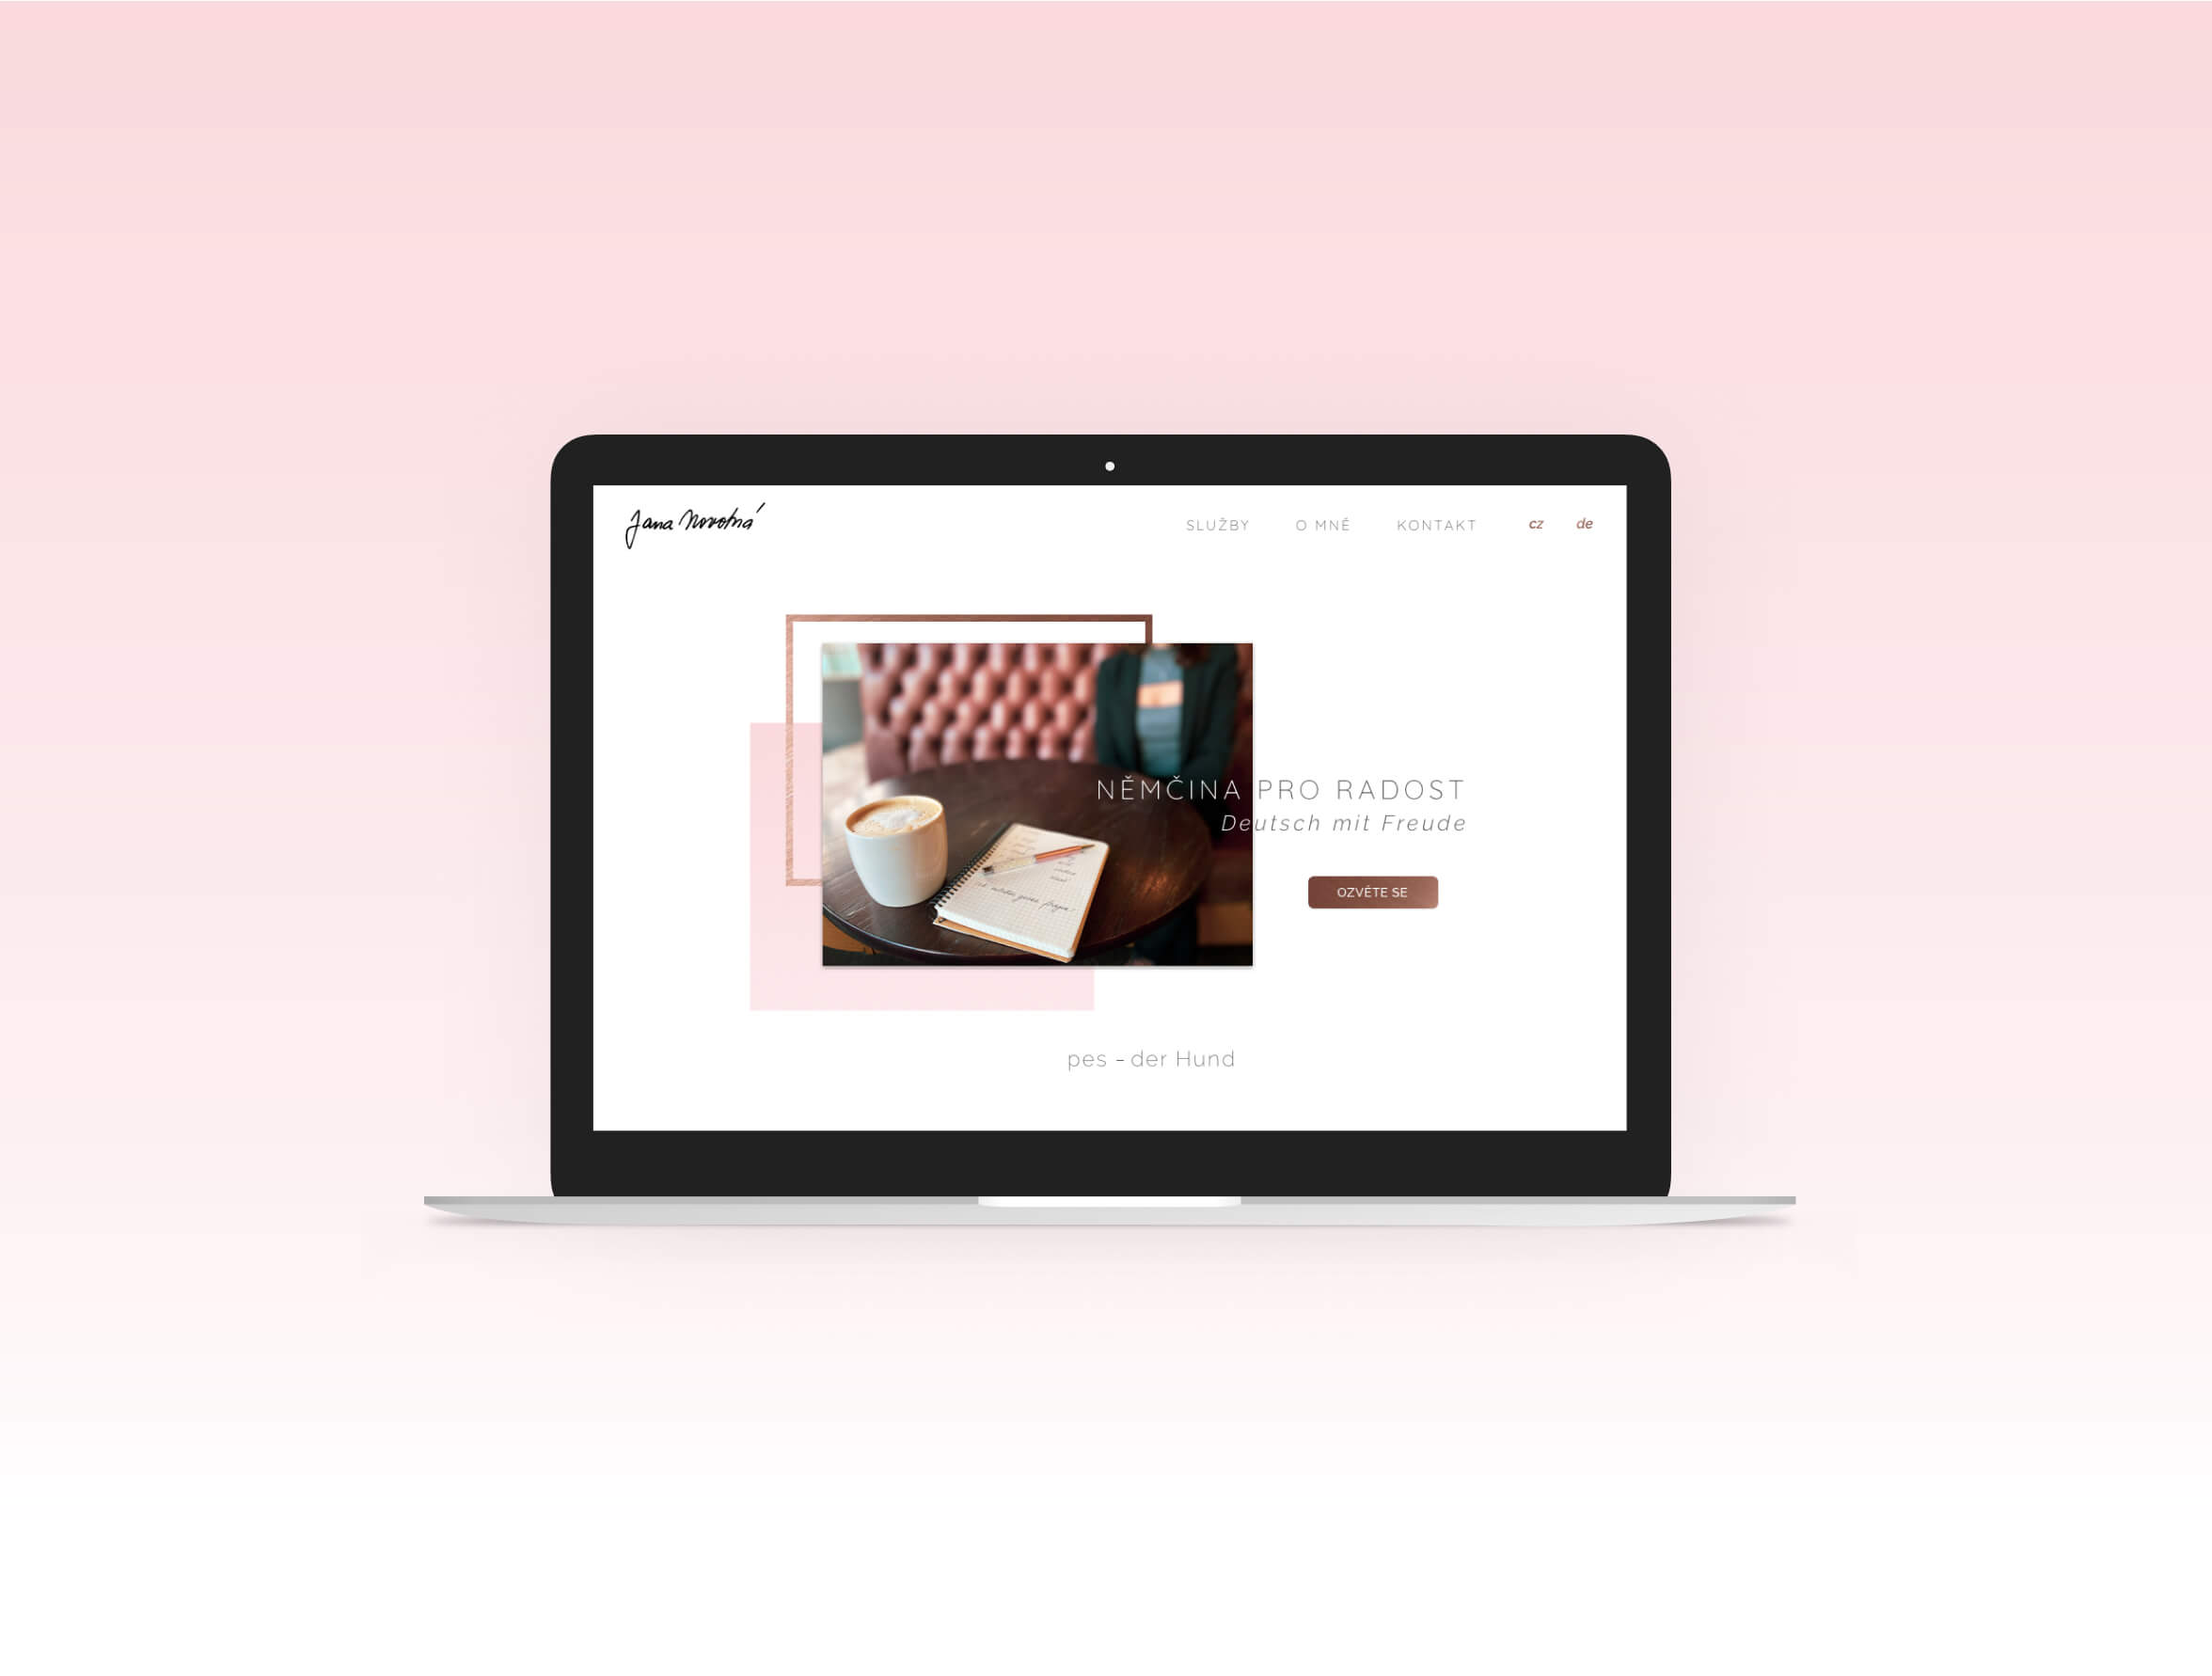 Jana Novotná
SLUŽBY O MNĚ KONTAKT cz de
NĚMČINA PRO RADOST
Deutsch mit Freude
OZVĚTE SE
pes – der Hund